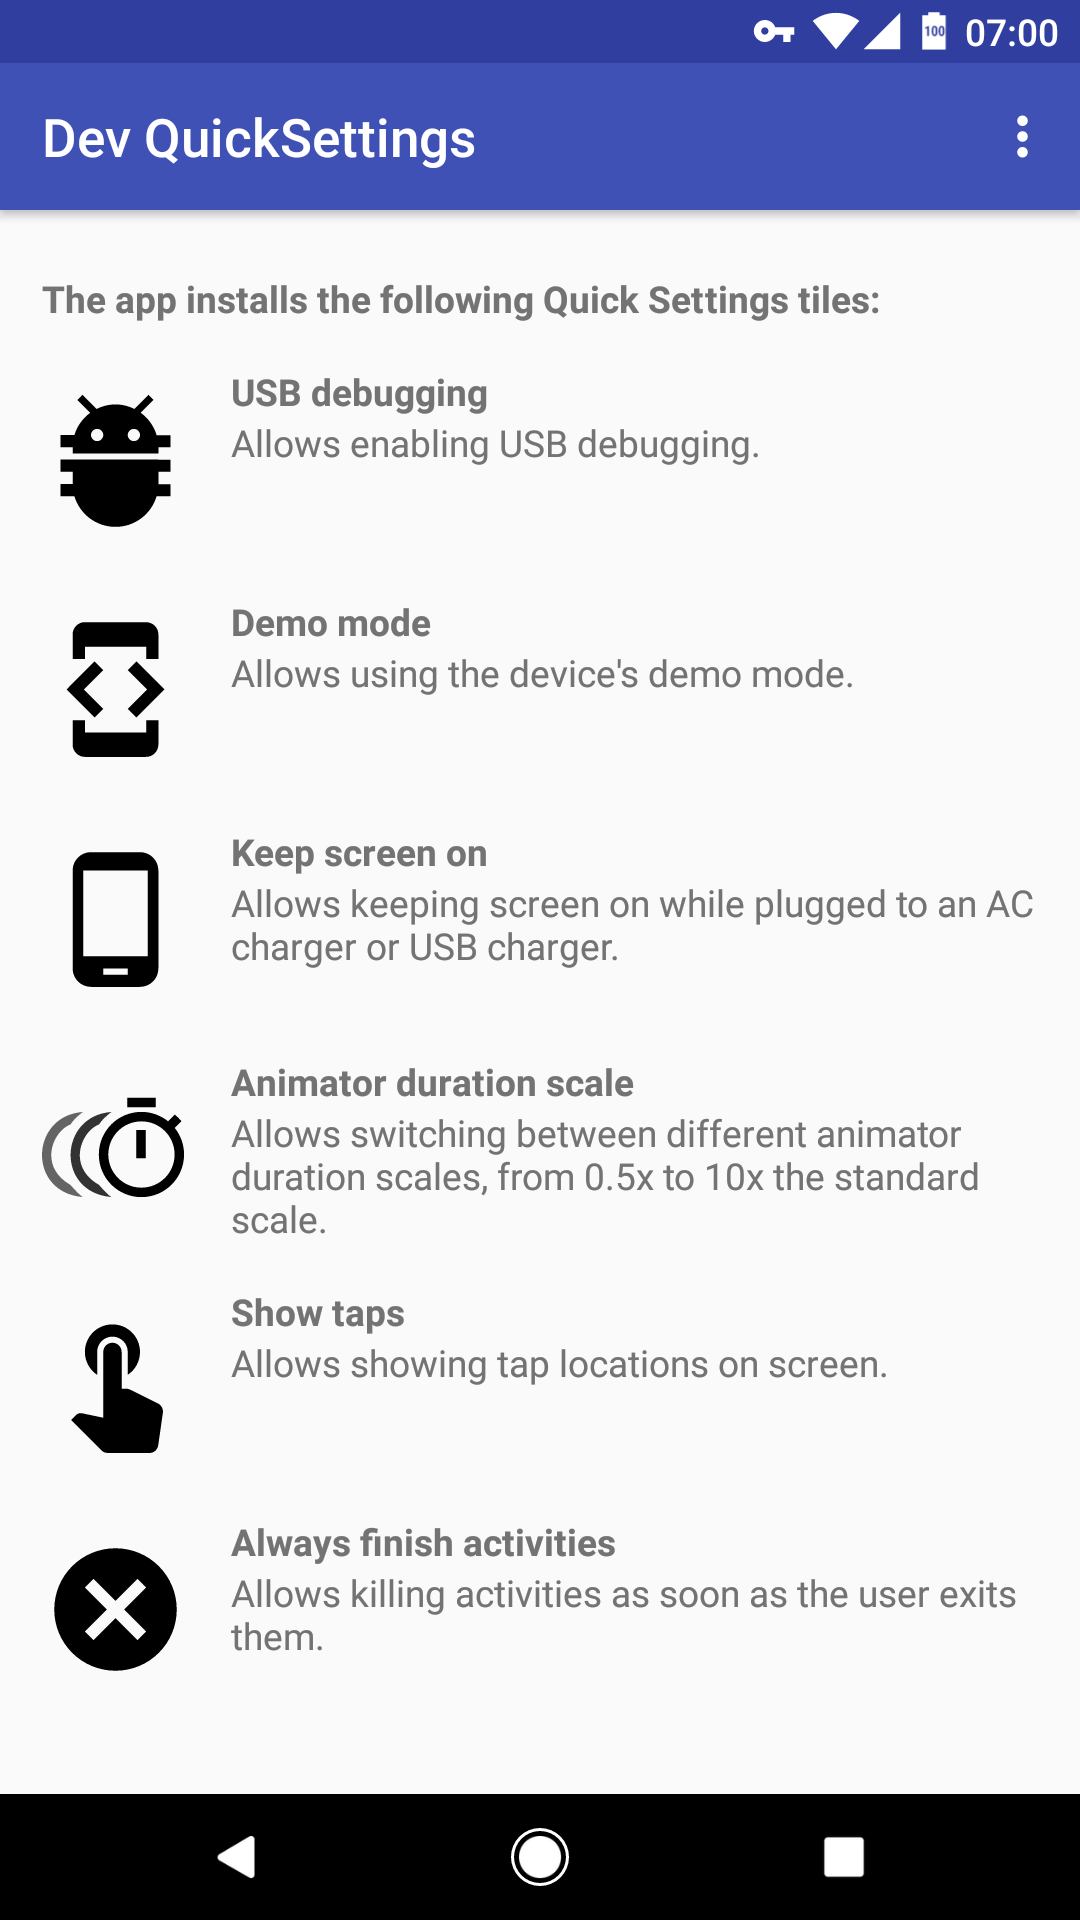 100 07:00
Dev QuickSettings
The app installs the following Quick Settings tiles:
USB debugging
Allows enabling USB debugging.
Demo mode
Allows using the device's demo mode.
Keep screen on
Allows keeping screen on while plugged to an AC
charger or USB charger.
Animator duration scale
Allows switching between different animator
duration scales, from 0.5x to 10x the standard
scale.
Show taps
Allows showing tap locations on screen.
Always finish activities
Allows killing activities as soon as the user exits
them.